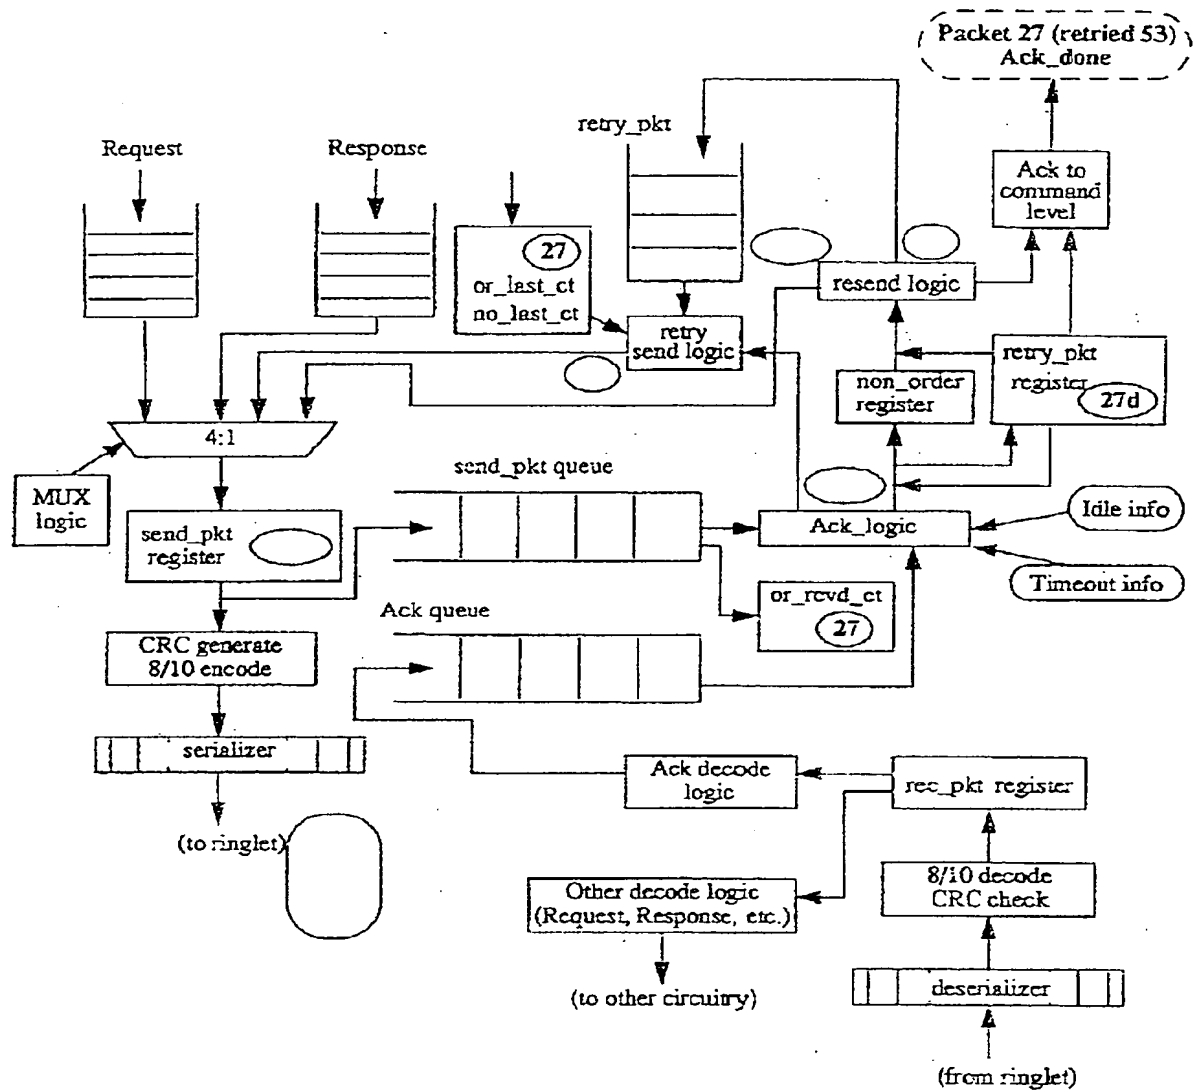 Packet 27 (retried 53)
Ack_done
retry_pkt
Request
Response
Ack to
command
level
27
or_last_ct
no_last_ct
resend logic
retry
send logic
retry_pkt
register
27d
non_order
register
4:1
MUX
logic
send_pkt queue
send_pkt
register
Ack_logic
Idle info
Timeout info
or_rcvd_ct
27
Ack queue
CRC generate
8/10 encode
serializer
Ack decode
logic
rec_pkt register
(to ringlet)
8/10 decode
CRC check
Other decode logic
(Request, Response, etc.)
deserializer
(to other circuitry)
(from ringlet)